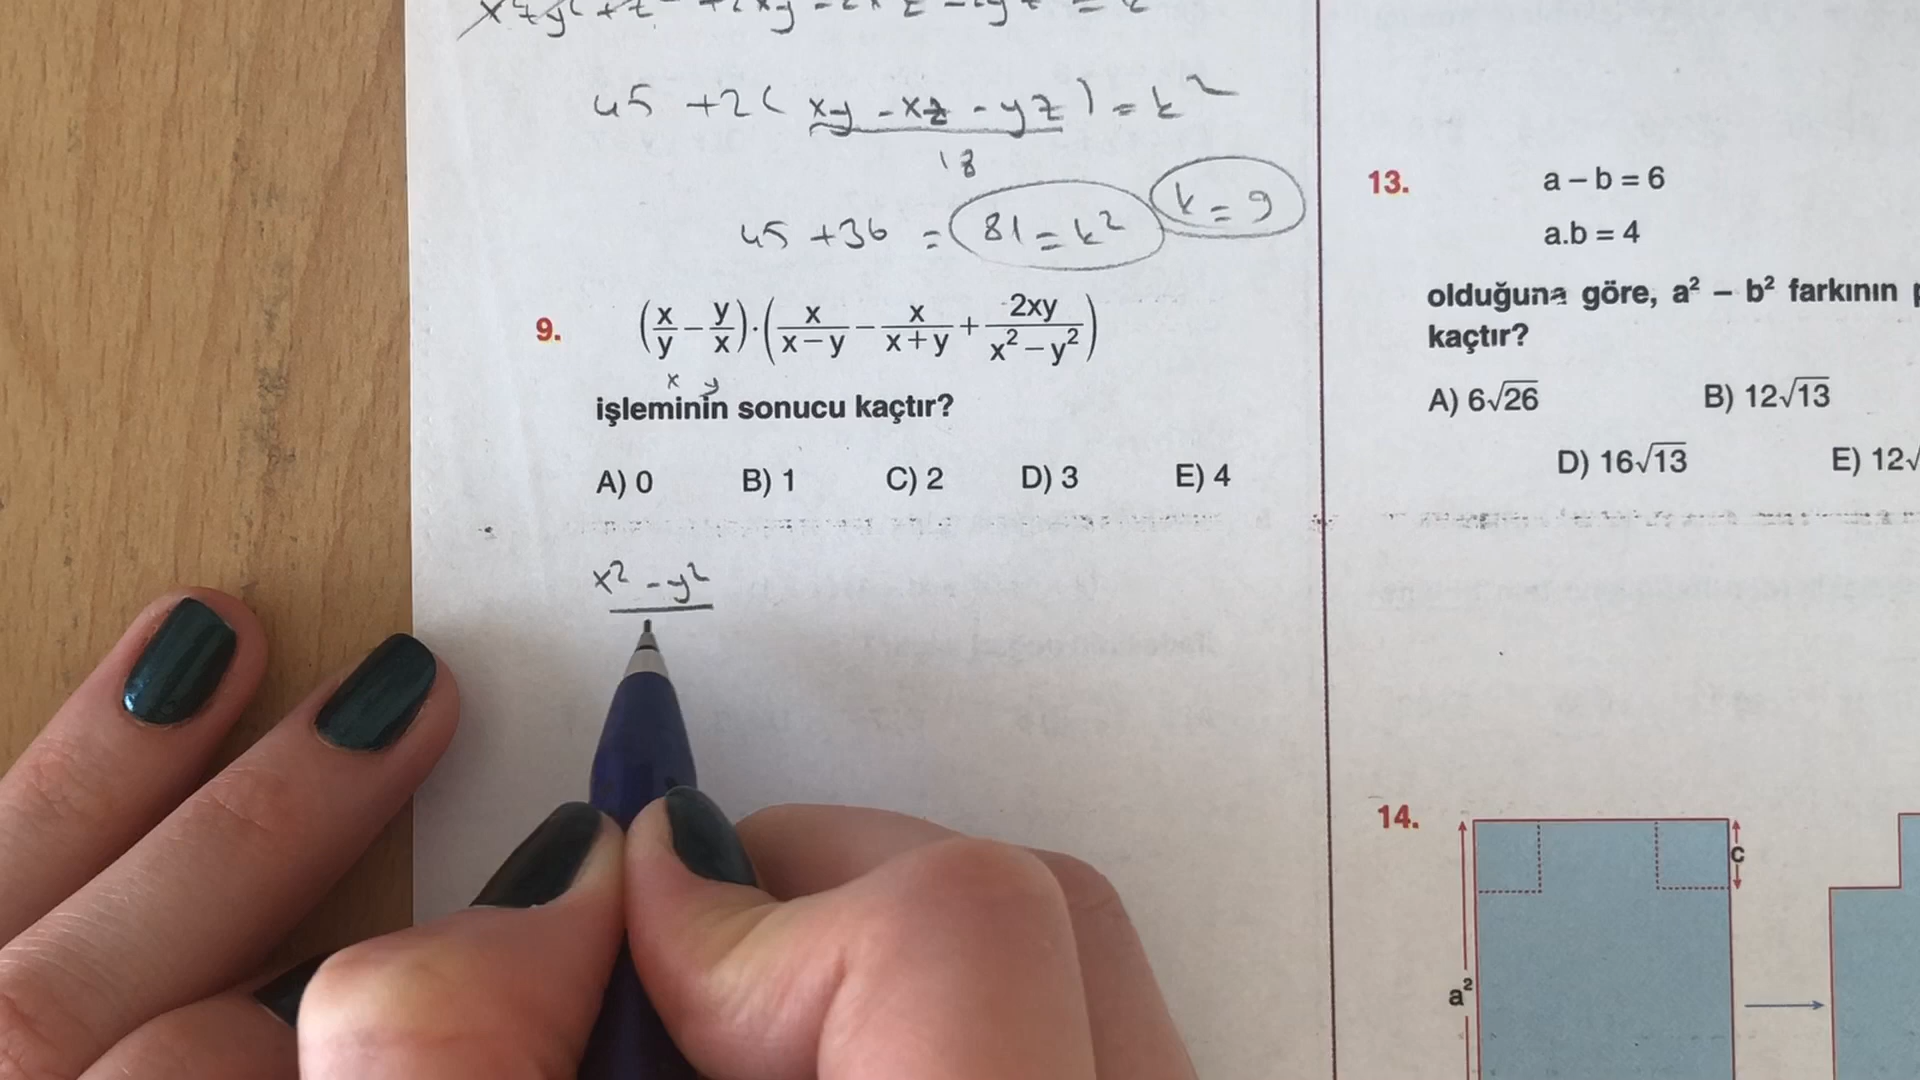 45 + 2 ( xy - xz - yz ) = k²
18
45 + 36 = 81 = k² k = 9
9. (x/y − y/x) · (x/(x−y) − x/(x+y) + 2xy/(x²−y²))
x y
işleminin sonucu kaçtır?
A) 0 B) 1 C) 2 D) 3 E) 4
x² - y²
13. a – b = 6
a.b = 4
olduğuna göre, a² – b² farkının
kaçtır?
A) 6√26 B) 12√13
D) 16√13 E) 12√
14.
c
a²